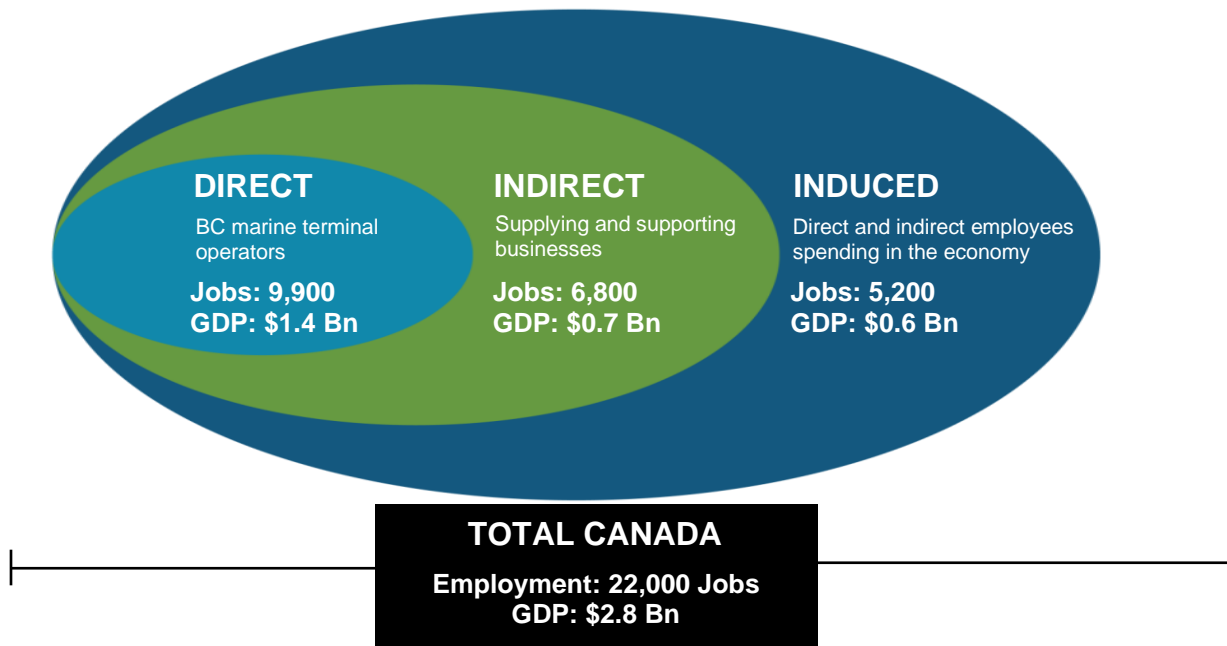 DIRECT
BC marine terminal
operators
Jobs: 9,900
GDP: $1.4 Bn
INDIRECT
Supplying and supporting
businesses
Jobs: 6,800
GDP: $0.7 Bn
INDUCED
Direct and indirect employees
spending in the economy
Jobs: 5,200
GDP: $0.6 Bn
TOTAL CANADA
Employment: 22,000 Jobs
GDP: $2.8 Bn